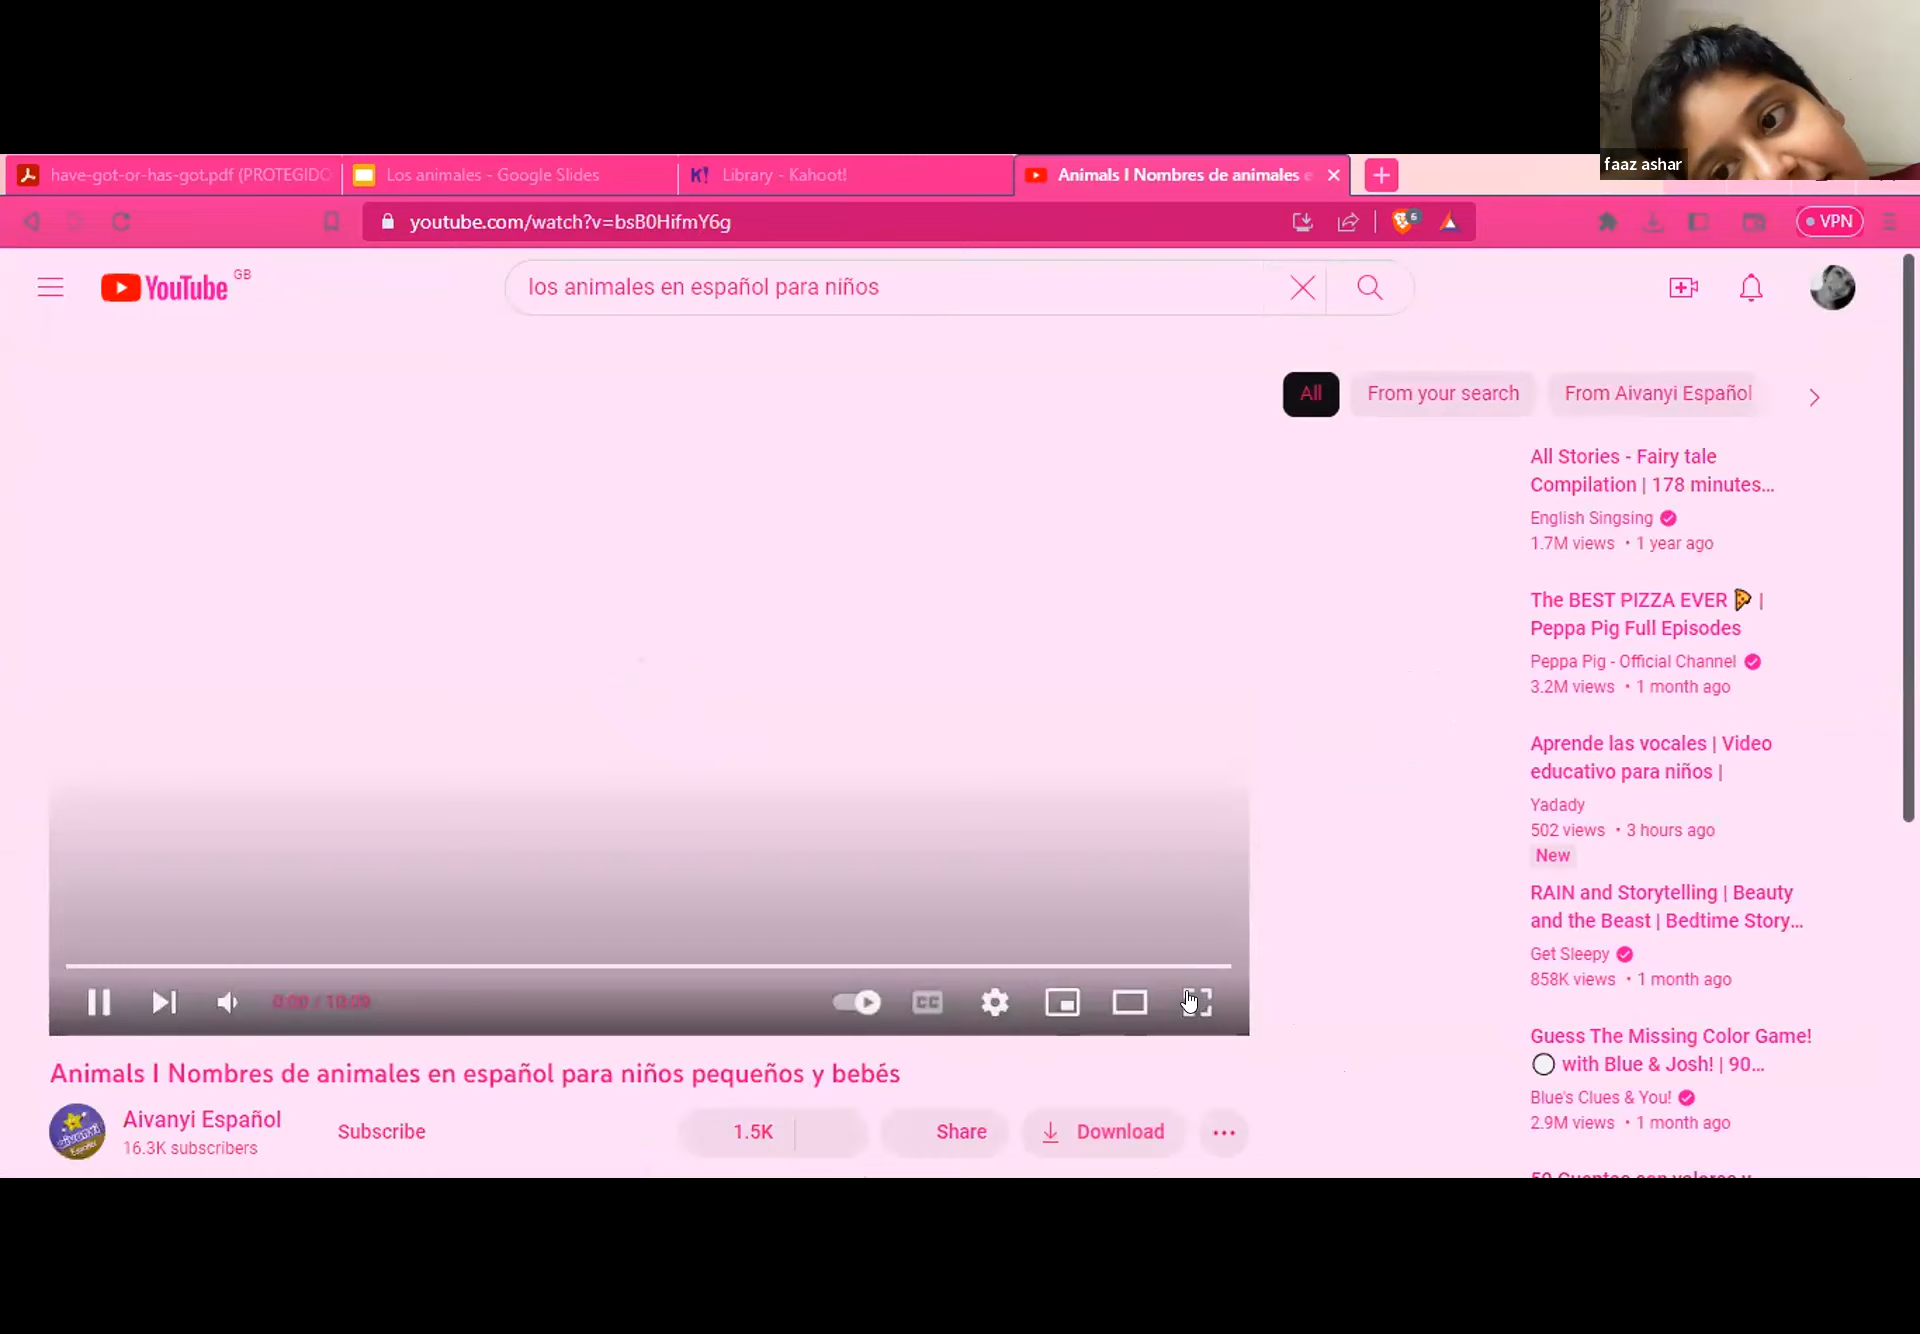 faaz ashar
have-got-or-has-got.pdf (PROTEGIDO
Los animales - Google Slides
K! Library - Kahoot!
Animals I Nombres de animales e
youtube.com/watch?v=bsB0HifmY6g
6
VPN
YouTube GB
los animales en español para niños
All
From your search
From Aivanyi Español
All Stories - Fairy tale
Compilation | 178 minutes...
English Singsing
1.7M views • 1 year ago
The BEST PIZZA EVER 🍕 |
Peppa Pig Full Episodes
Peppa Pig - Official Channel
3.2M views • 1 month ago
Aprende las vocales | Video
educativo para niños |
Yadady
502 views • 3 hours ago
New
RAIN and Storytelling | Beauty
and the Beast | Bedtime Story...
Get Sleepy
858K views • 1 month ago
Guess The Missing Color Game!
◯ with Blue & Josh! | 90...
Blue's Clues & You!
2.9M views • 1 month ago
50 Cuentos con valores y
CC
Animals I Nombres de animales en español para niños pequeños y bebés
Aivanyi Español
16.3K subscribers
Subscribe
1.5K
Share
Download